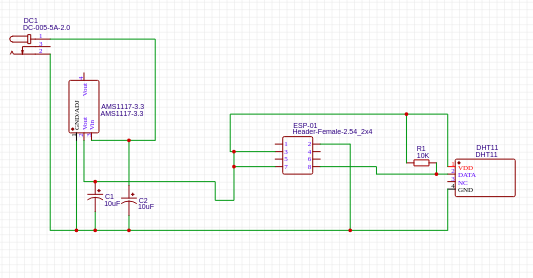 DC1
DC-005-5A-2.0
1
3
2
4
Vout
AMS1117-3.3
AMS1117-3.3
GND/ADJ
Vout
Vin
1
2
3
ESP-01
Header-Female-2.54_2x4
1 2
3 4
5 6
7 8
R1
10K
DHT11
DHT11
1 VDD
2 DATA
3 NC
4 GND
C1
10uF
C2
10uF